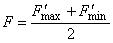 F = (F'max + F'min) / 2